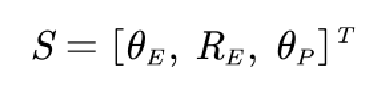 S = [θ_E, R_E, θ_P]^T